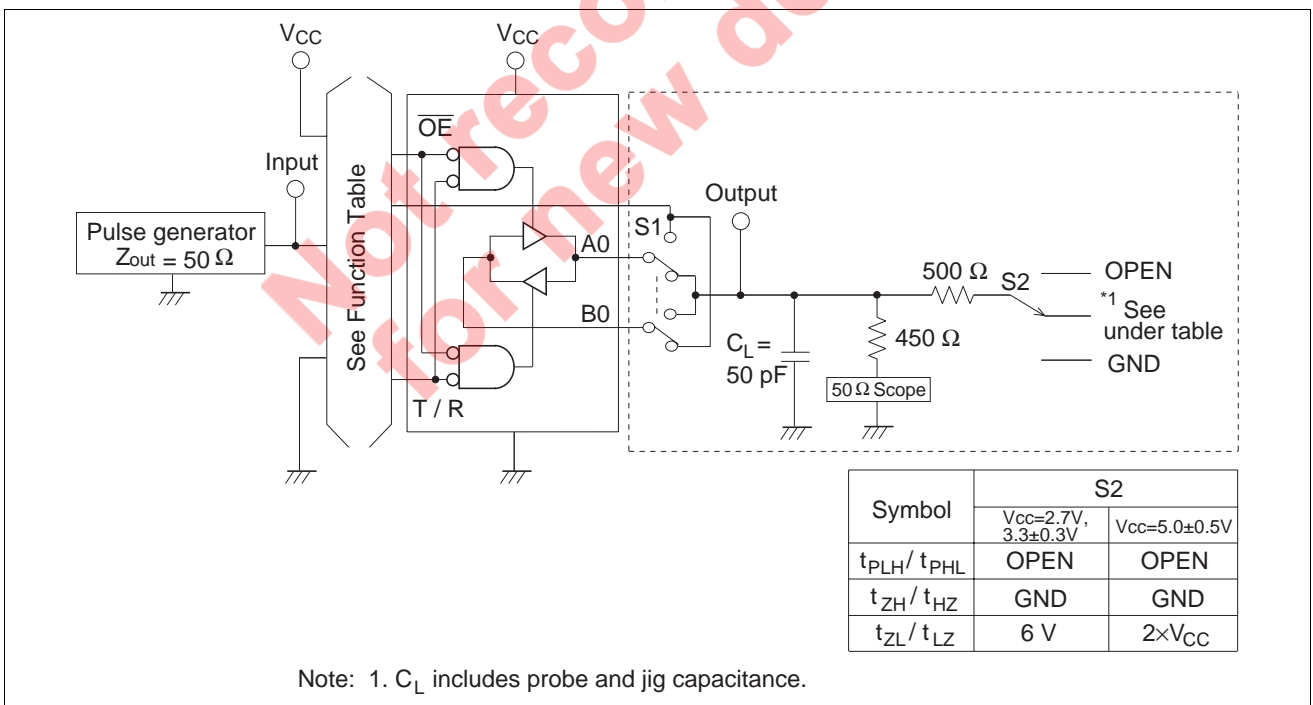 Not recommended
for new design
VCC
VCC
OE
Input
See Function Table
Output
S1
Pulse generator
Zout = 50 Ω
A0
500 Ω
S2
OPEN
*1 See
under table
B0
CL =
50 pF
450 Ω
GND
50 Ω Scope
T / R
Symbol
S2
Vcc=2.7V,
3.3±0.3V
Vcc=5.0±0.5V
tPLH / tPHL OPEN OPEN
tZH / tHZ GND GND
tZL / tLZ 6 V 2×VCC
Note: 1. CL includes probe and jig capacitance.